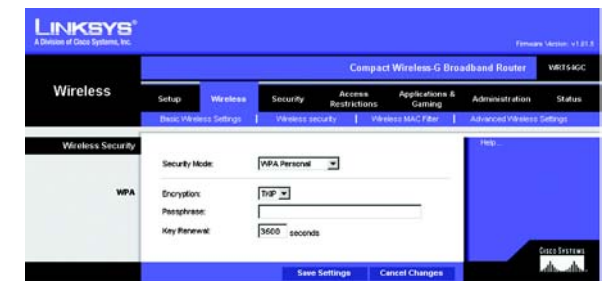 LINKSYS®
A Division of Cisco Systems, Inc.
Firmware Version: v1.01.5
Compact Wireless-G Broadband Router WRT54GC
Wireless
Setup Wireless Security Access Restrictions Applications & Gaming Administration Status
Basic Wireless Settings | Wireless security | Wireless MAC Filter | Advanced Wireless Settings
Wireless Security
Help...
Security Mode: WPA Personal
WPA
Encryption: TKIP
Passphrase:
Key Renewal: 3600 seconds
CISCO SYSTEMS
Save Settings Cancel Changes